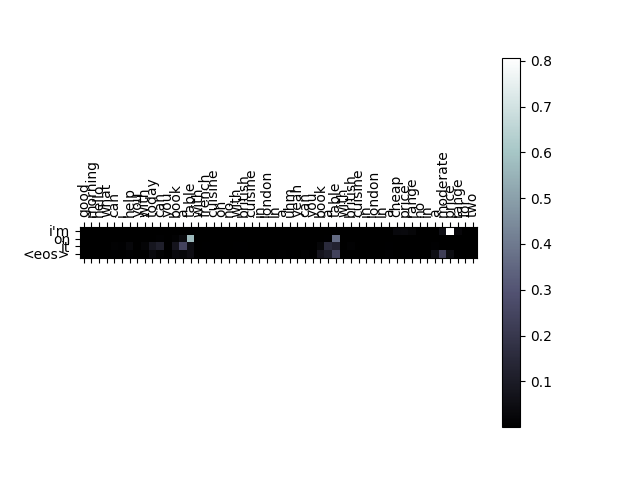 good
morning
hello
what
can
i
help
you
with
today
can
you
book
a
table
with
french
cuisine
on
no
with
british
cuisine
in
london
in
a
umm
yeah
can
you
book
a
table
with
british
cuisine
in
london
in
a
cheap
price
range
no
in
a
moderate
price
range
for
two
i'm
on
it
<eos>
0.8
0.7
0.6
0.5
0.4
0.3
0.2
0.1